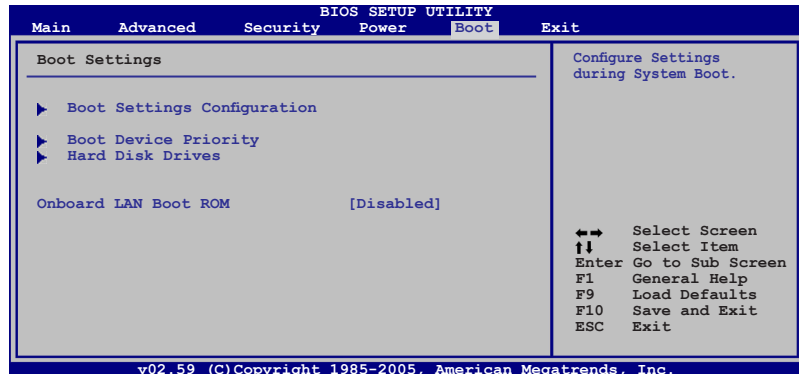 BIOS SETUP UTILITY
Main Advanced Security Power Boot Exit
Boot Settings
Boot Settings Configuration
Boot Device Priority
Hard Disk Drives
Onboard LAN Boot ROM [Disabled]
Configure Settings
during System Boot.
←→ Select Screen
↑↓ Select Item
Enter Go to Sub Screen
F1 General Help
F9 Load Defaults
F10 Save and Exit
ESC Exit
v02.59 (C)Copyright 1985-2005, American Megatrends, Inc.